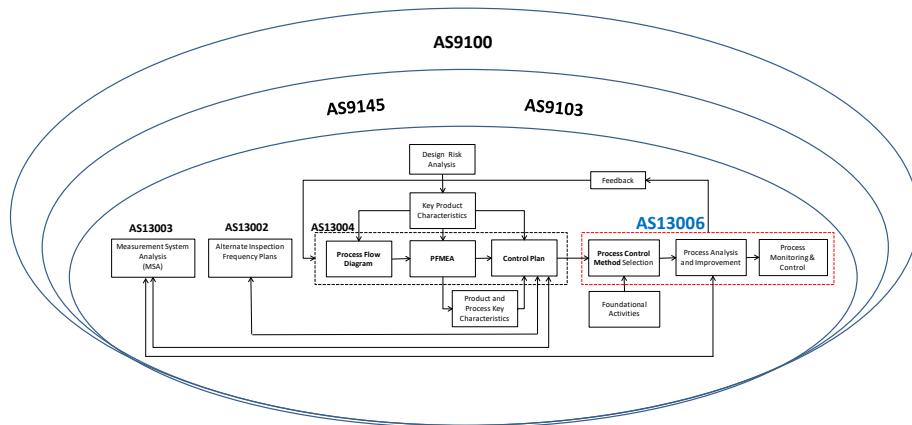 AS9100
AS9145
AS9103
Design Risk
Analysis
Feedback
Key Product
Characteristics
AS13003
AS13002
AS13004
AS13006
Measurement System
Analysis
(MSA)
Alternate Inspection
Frequency Plans
Process Flow
Diagram
PFMEA
Control Plan
Process Control
Method Selection
Process Analysis
and Improvement
Process
Monitoring &
Control
Product and
Process Key
Characteristics
Foundational
Activities